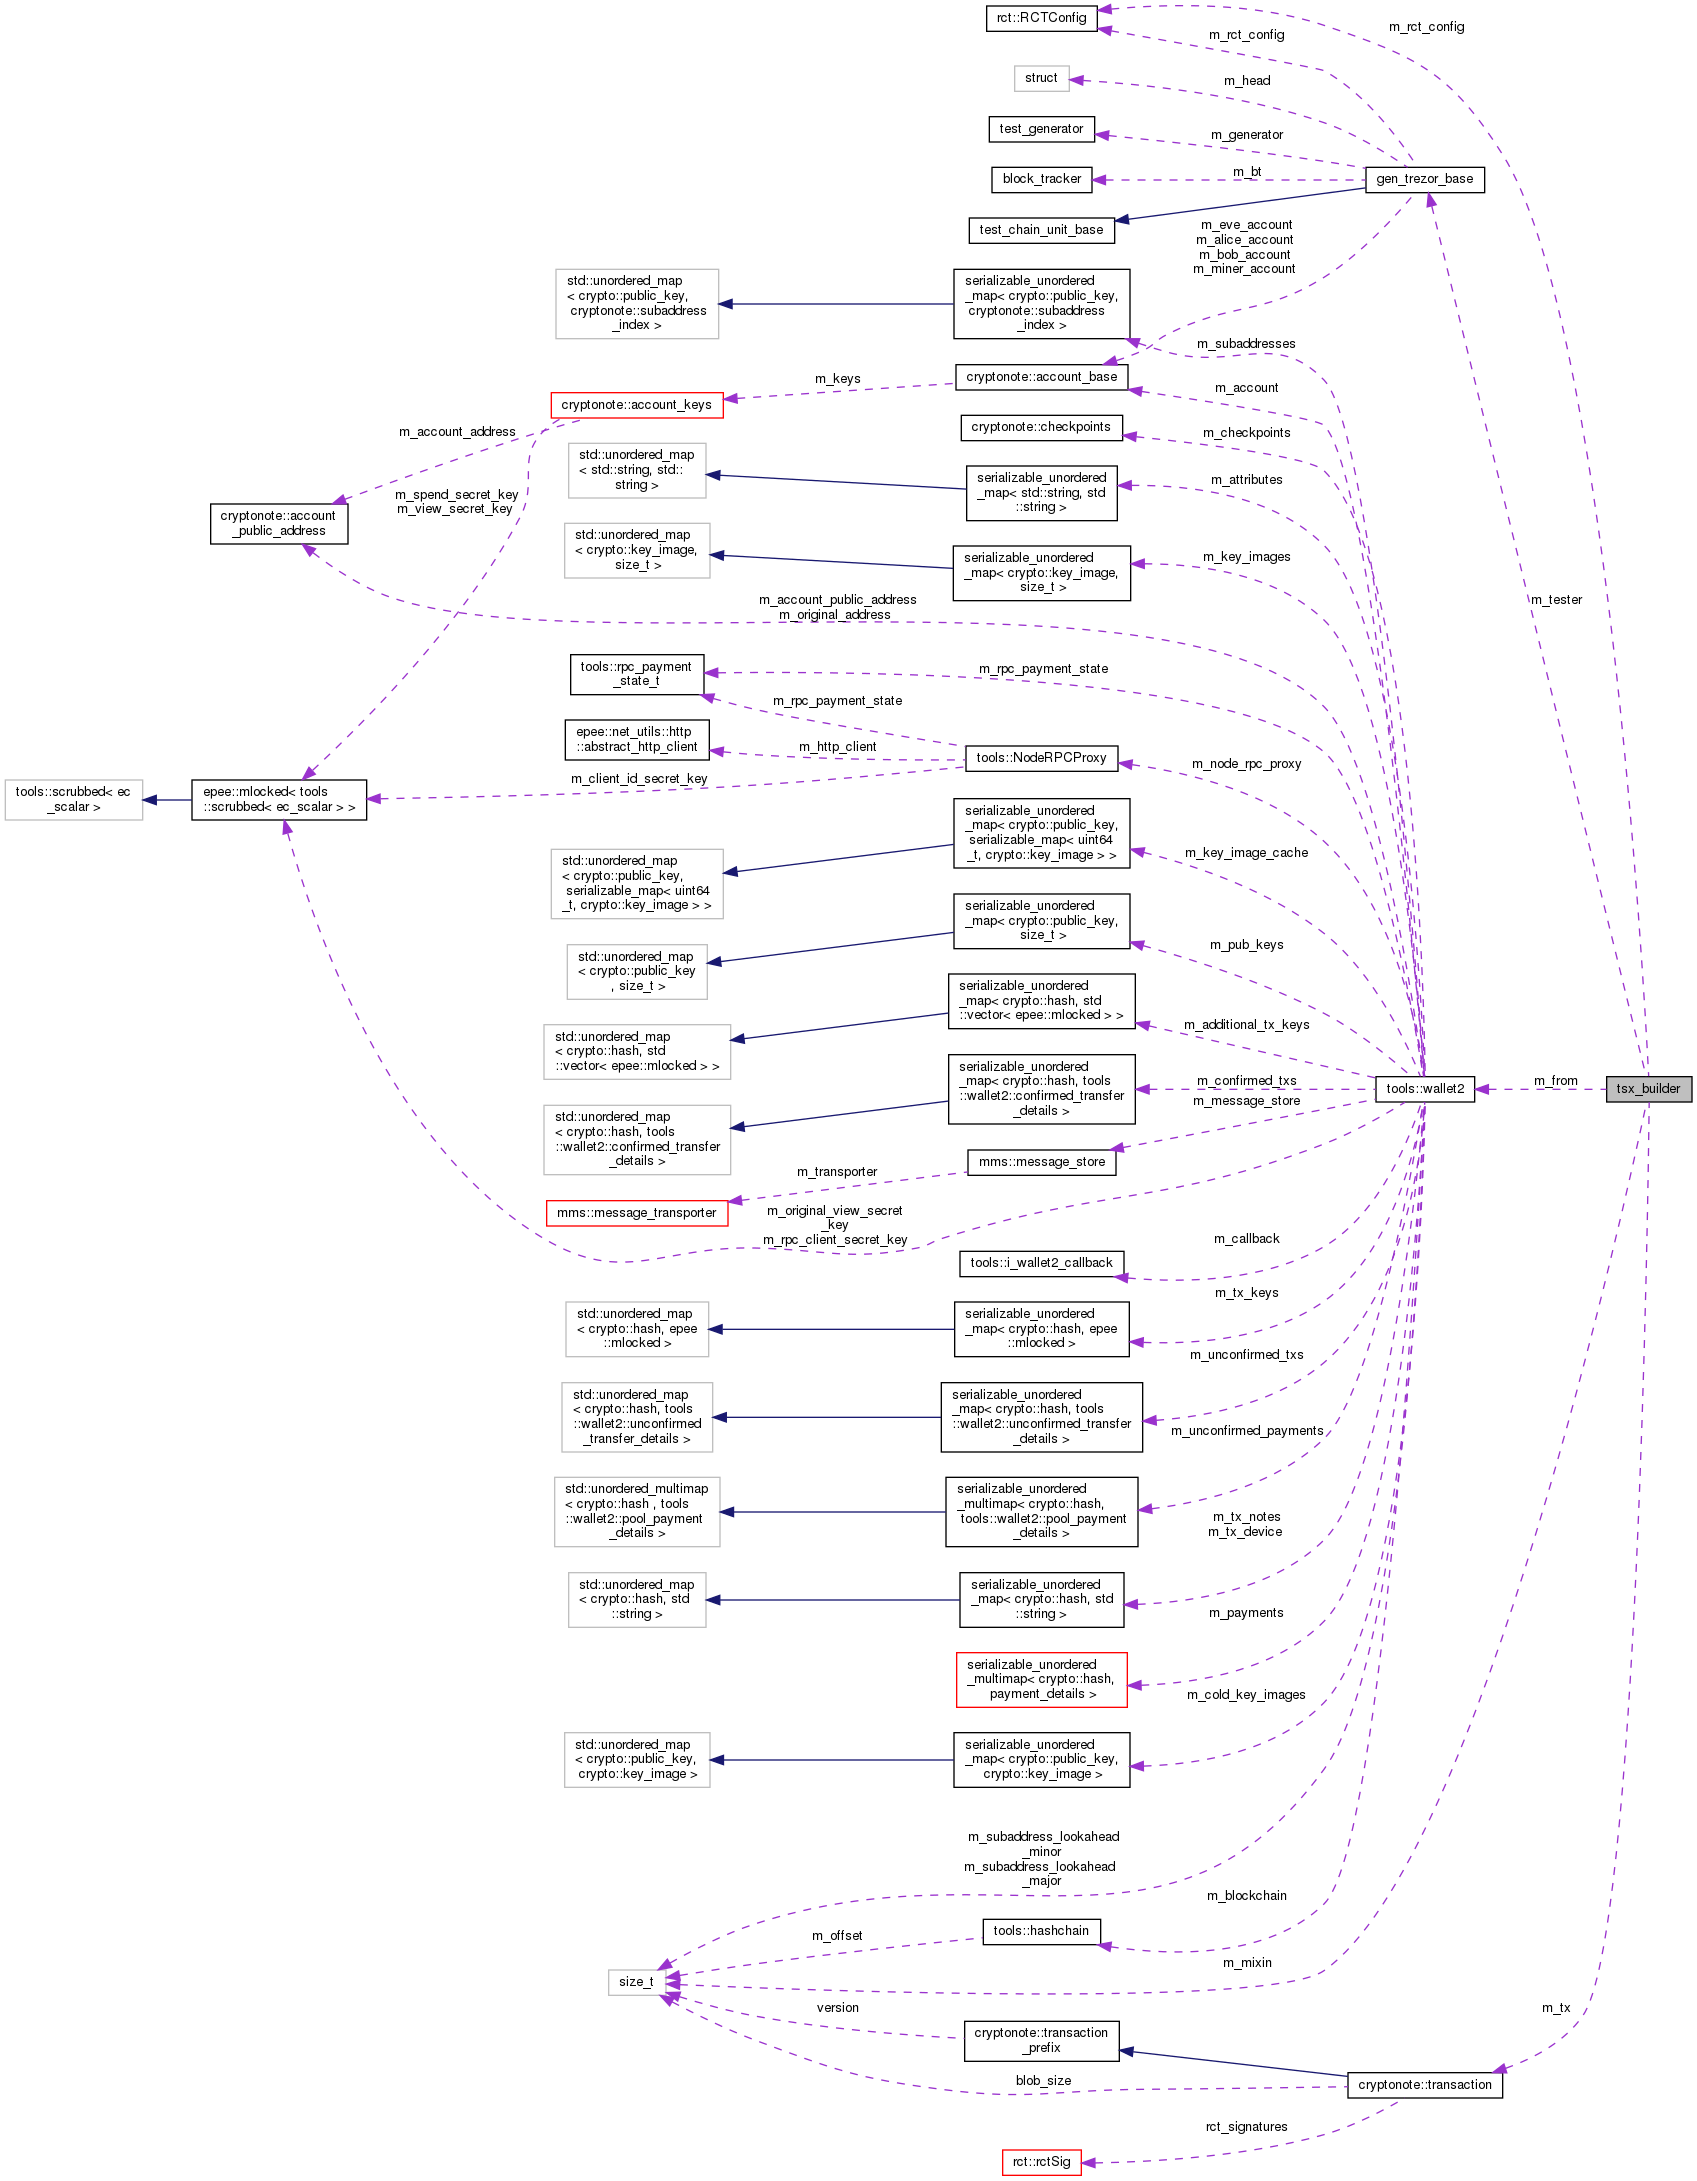 rct::RCTConfig
m_rct_config
m_rct_config
struct
m_head
test_generator
m_generator
block_tracker
m_bt
gen_trezor_base
test_chain_unit_base
m_eve_account
m_alice_account
m_bob_account
m_miner_account
std::unordered_map
< crypto::public_key,
cryptonote::subaddress
_index >
serializable_unordered
_map< crypto::public_key,
cryptonote::subaddress
_index >
m_subaddresses
cryptonote::account_base
m_keys
m_account
cryptonote::account_keys
cryptonote::checkpoints
m_checkpoints
m_account_address
std::unordered_map
< std::string, std::
string >
serializable_unordered
_map< std::string, std
::string >
m_attributes
m_spend_secret_key
m_view_secret_key
cryptonote::account
_public_address
std::unordered_map
< crypto::key_image,
size_t >
serializable_unordered
_map< crypto::key_image,
size_t >
m_key_images
m_account_public_address
m_original_address
m_tester
tools::rpc_payment
_state_t
m_rpc_payment_state
m_rpc_payment_state
epee::net_utils::http
::abstract_http_client
m_http_client
tools::NodeRPCProxy
m_node_rpc_proxy
m_client_id_secret_key
tools::scrubbed< ec
_scalar >
epee::mlocked< tools
::scrubbed< ec_scalar > >
serializable_unordered
_map< crypto::public_key,
serializable_map< uint64
_t, crypto::key_image > >
m_key_image_cache
std::unordered_map
< crypto::public_key,
serializable_map< uint64
_t, crypto::key_image > >
serializable_unordered
_map< crypto::public_key,
size_t >
m_pub_keys
std::unordered_map
< crypto::public_key
, size_t >
serializable_unordered
_map< crypto::hash, std
::vector< epee::mlocked > >
m_additional_tx_keys
std::unordered_map
< crypto::hash, std
::vector< epee::mlocked > >
serializable_unordered
_map< crypto::hash, tools
::wallet2::confirmed_transfer
_details >
m_confirmed_txs
m_message_store
tools::wallet2
m_from
tsx_builder
std::unordered_map
< crypto::hash, tools
::wallet2::confirmed_transfer
_details >
mms::message_store
m_transporter
mms::message_transporter
m_original_view_secret
_key
m_rpc_client_secret_key
tools::i_wallet2_callback
m_callback
m_tx_keys
std::unordered_map
< crypto::hash, epee
::mlocked >
serializable_unordered
_map< crypto::hash, epee
::mlocked >
m_unconfirmed_txs
std::unordered_map
< crypto::hash, tools
::wallet2::unconfirmed
_transfer_details >
serializable_unordered
_map< crypto::hash, tools
::wallet2::unconfirmed_transfer
_details >
m_unconfirmed_payments
std::unordered_multimap
< crypto::hash , tools
::wallet2::pool_payment
_details >
serializable_unordered
_multimap< crypto::hash,
tools::wallet2::pool_payment
_details >
m_tx_notes
m_tx_device
std::unordered_map
< crypto::hash, std
::string >
serializable_unordered
_map< crypto::hash, std
::string >
m_payments
serializable_unordered
_multimap< crypto::hash,
payment_details >
m_cold_key_images
std::unordered_map
< crypto::public_key,
crypto::key_image >
serializable_unordered
_map< crypto::public_key,
crypto::key_image >
m_subaddress_lookahead
_minor
m_subaddress_lookahead
_major
m_blockchain
tools::hashchain
m_offset
size_t
m_mixin
version
m_tx
cryptonote::transaction
_prefix
blob_size
cryptonote::transaction
rct_signatures
rct::rctSig